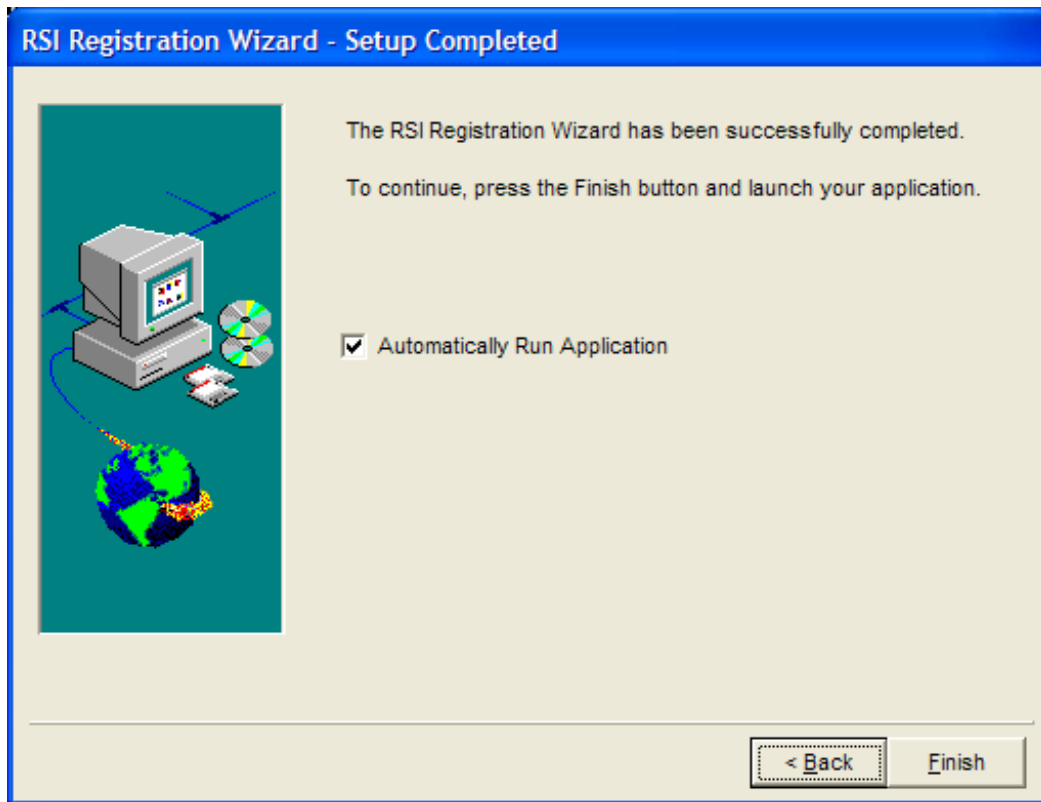 RSI Registration Wizard - Setup Completed
The RSI Registration Wizard has been successfully completed.
To continue, press the Finish button and launch your application.
Automatically Run Application
< Back
Finish